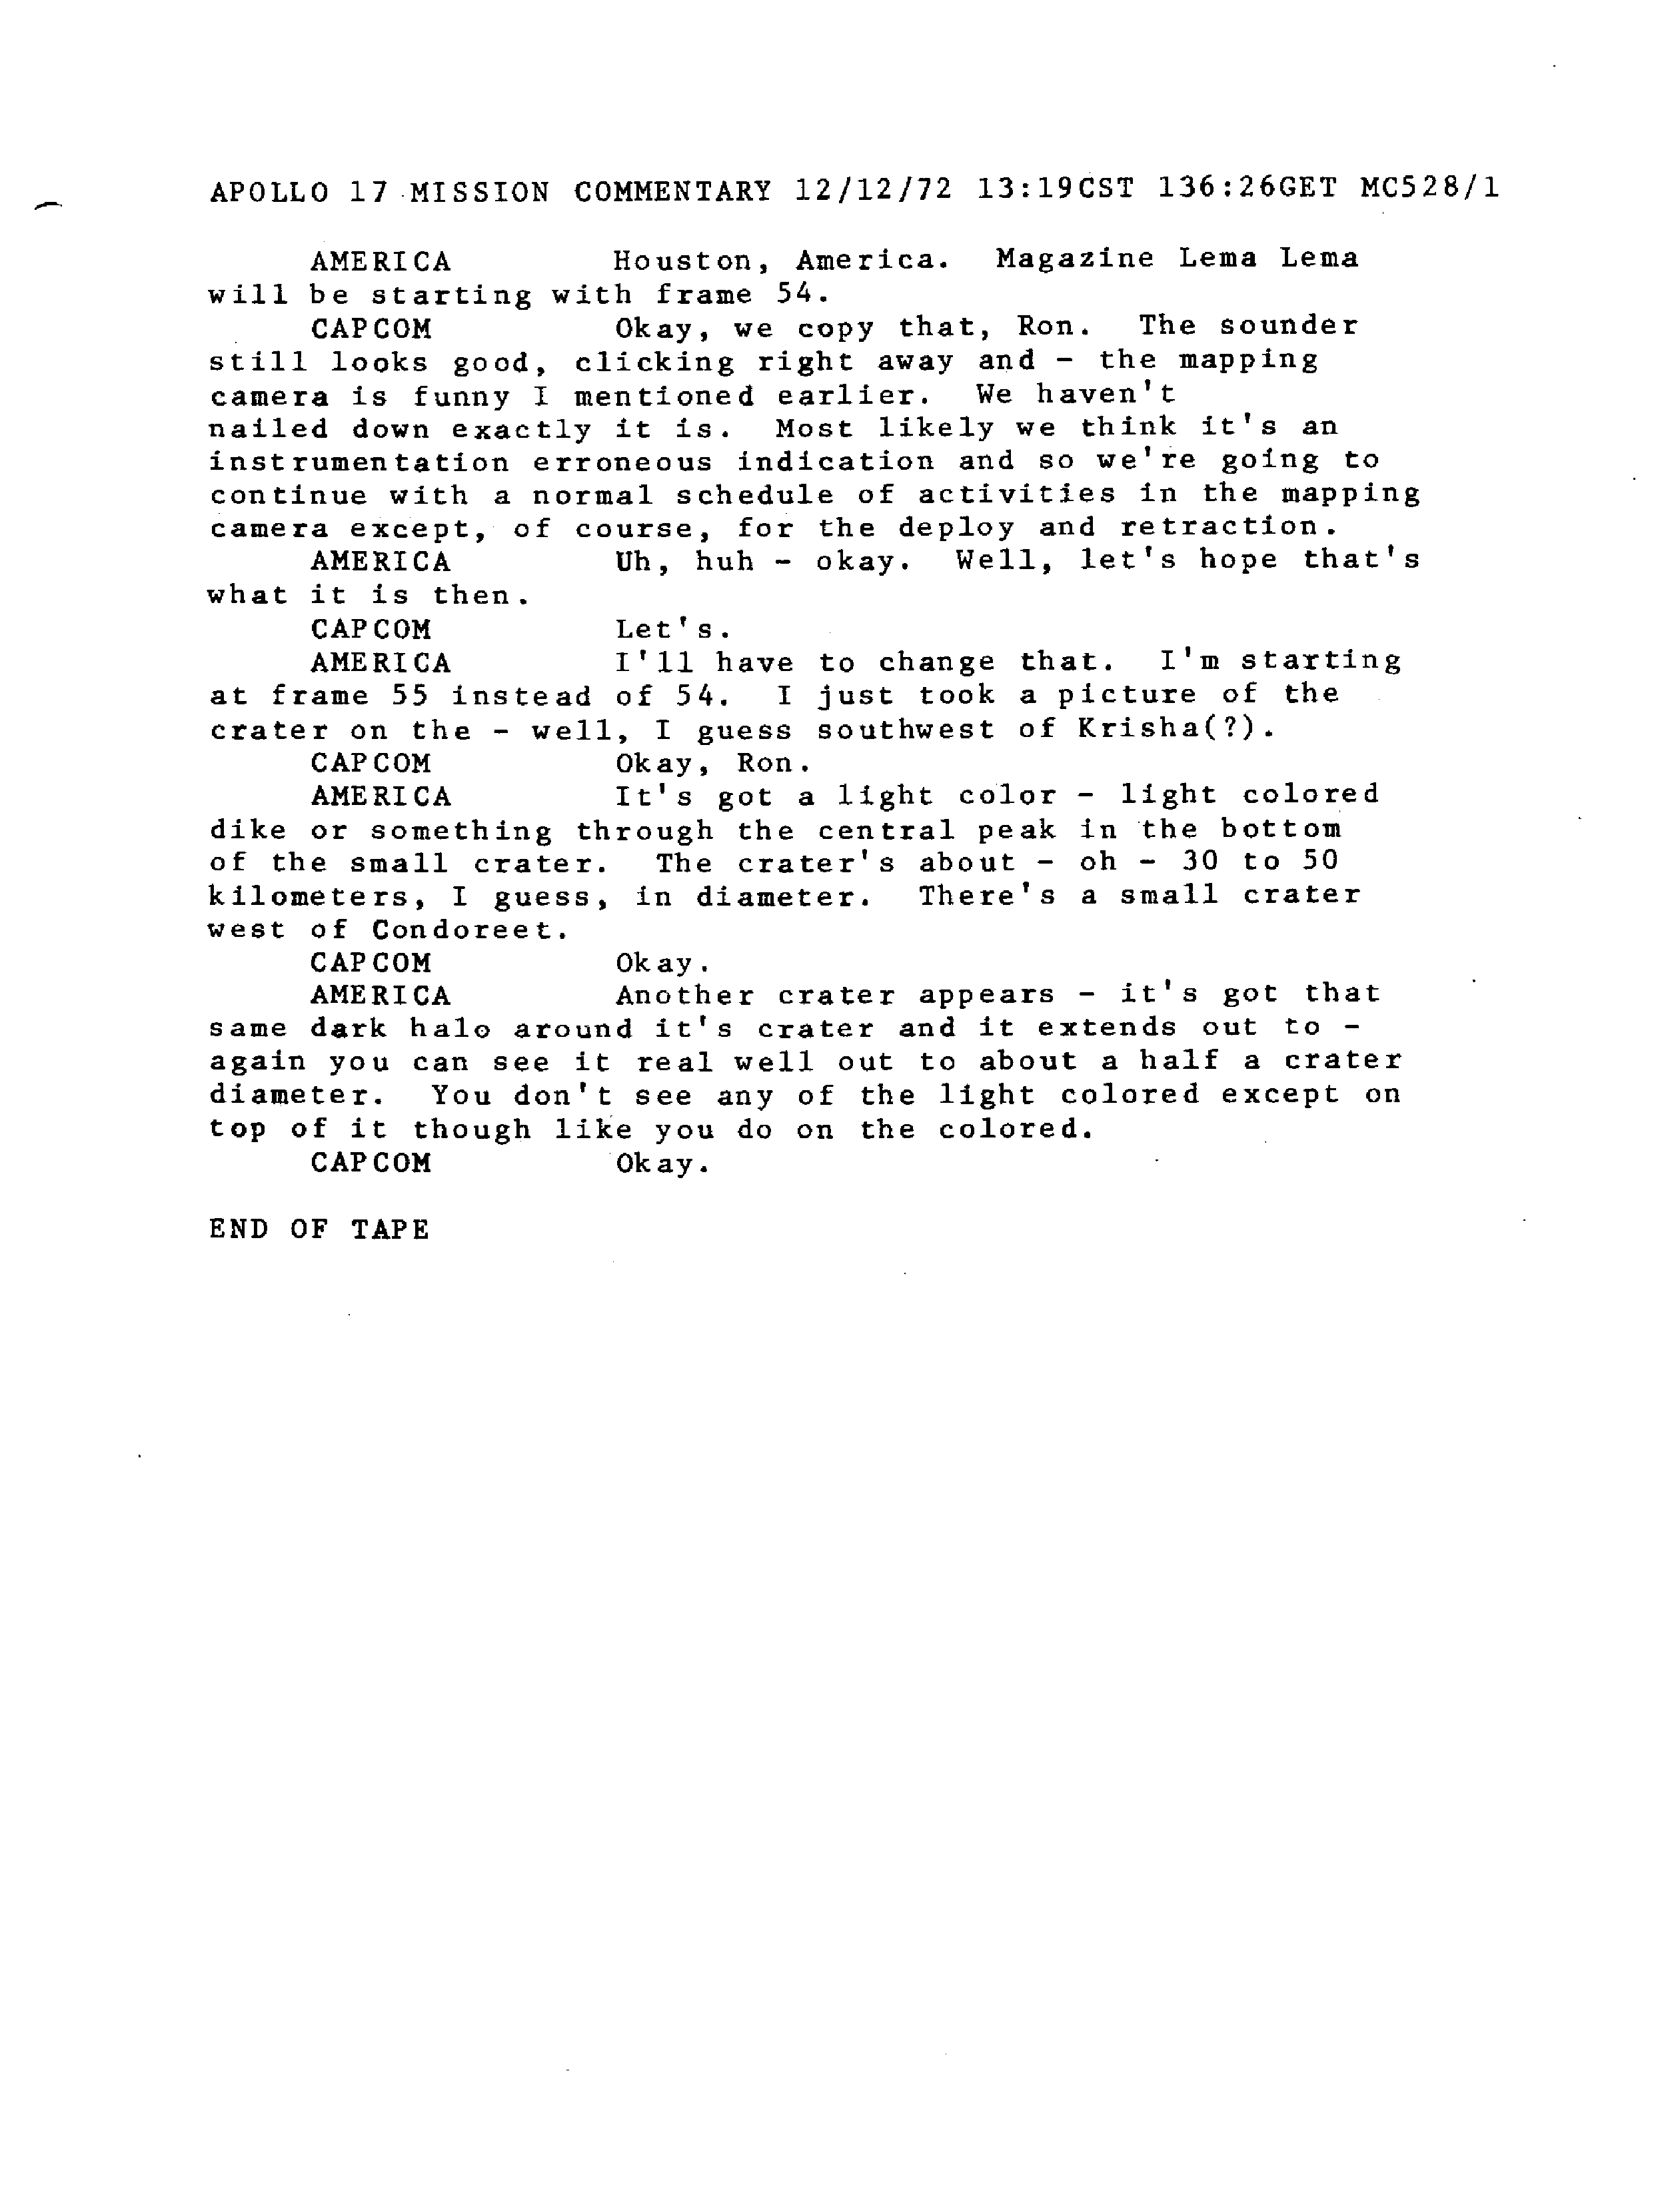 APOLLO 17 MISSION COMMENTARY 12/12/72 13:19CST 136:26GET MC528/1
AMERICA Houston, America. Magazine Lema Lema
will be starting with frame 54.
CAPCOM Okay, we copy that, Ron. The sounder
still looks good, clicking right away and - the mapping
camera is funny I mentioned earlier. We haven't
nailed down exactly it is. Most likely we think it's an
instrumentation erroneous indication and so we're going to
continue with a normal schedule of activities in the mapping
camera except, of course, for the deploy and retraction.
AMERICA Uh, huh - okay. Well, let's hope that's
what it is then.
CAPCOM Let's.
AMERICA I'll have to change that. I'm starting
at frame 55 instead of 54. I just took a picture of the
crater on the - well, I guess southwest of Krisha(?).
CAPCOM Okay, Ron.
AMERICA It's got a light color - light colored
dike or something through the central peak in the bottom
of the small crater. The crater's about - oh - 30 to 50
kilometers, I guess, in diameter. There's a small crater
west of Condoreet.
CAPCOM Okay.
AMERICA Another crater appears - it's got that
same dark halo around it's crater and it extends out to -
again you can see it real well out to about a half a crater
diameter. You don't see any of the light colored except on
top of it though like you do on the colored.
CAPCOM Okay.
END OF TAPE